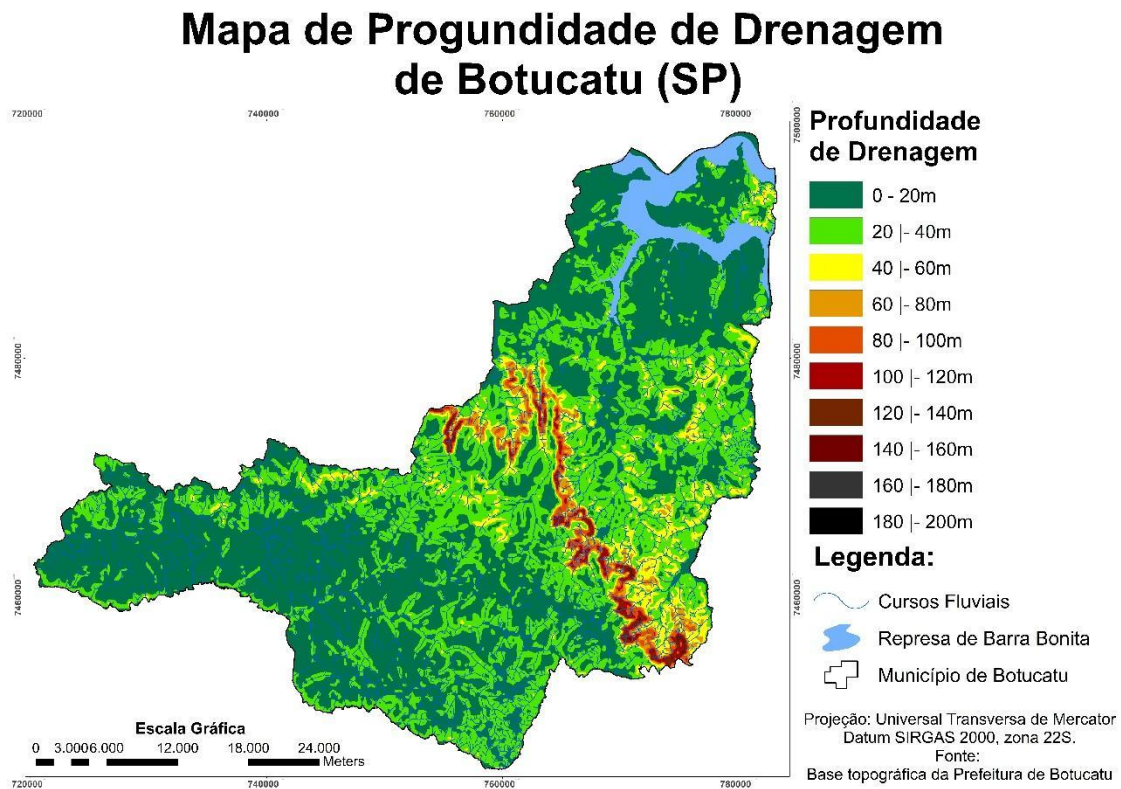 Mapa de Progundidade de Drenagem
de Botucatu (SP)
720000
740000
760000
780000
7500000
7480000
7460000
7480000
7460000
Profundidade
de Drenagem
0 - 20m
20 |- 40m
40 |- 60m
60 |- 80m
80 |- 100m
100 |- 120m
120 |- 140m
140 |- 160m
160 |- 180m
180 |- 200m
Legenda:
Cursos Fluviais
Represa de Barra Bonita
Município de Botucatu
Projeção: Universal Transversa de Mercator
Datum SIRGAS 2000, zona 22S.
Fonte:
Base topográfica da Prefeitura de Botucatu
Escala Gráfica
0 3.000 6.000 12.000 18.000 24.000
Meters
720000
740000
760000
780000